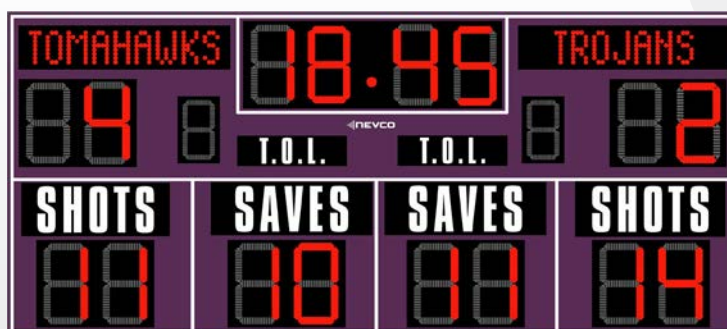 TOMAHAWKS 18.45 TROJANS
4 2
NEVCO
T.O.L. T.O.L.
SHOTS SAVES SAVES SHOTS
11 10 11 14